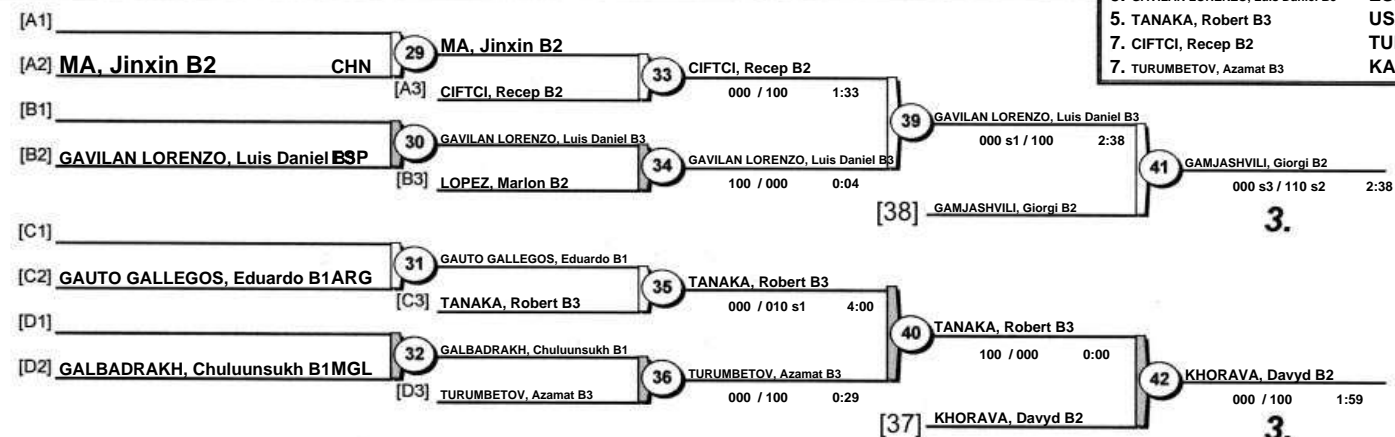 5. TANAKA, Robert B3 US
7. CIFTCI, Recep B2 TU
7. TURUMBETOV, Azamat B3 KA
[A1]
[A2] MA, Jinxin B2 CHN
29
MA, Jinxin B2
[A3] CIFTCI, Recep B2
33
CIFTCI, Recep B2
000 / 100 1:33
[B1]
[B2] GAVILAN LORENZO, Luis Daniel B3 ESP
30
GAVILAN LORENZO, Luis Daniel B3
[B3] LOPEZ, Marlon B2
34
GAVILAN LORENZO, Luis Daniel B3
100 / 000 0:04
39
GAVILAN LORENZO, Luis Daniel B3
000 s1 / 100 2:38
[38] GAMJASHVILI, Giorgi B2
41
GAMJASHVILI, Giorgi B2
000 s3 / 110 s2 2:38
3.
[C1]
[C2] GAUTO GALLEGOS, Eduardo B1 ARG
31
GAUTO GALLEGOS, Eduardo B1
[C3] TANAKA, Robert B3
35
TANAKA, Robert B3
000 / 010 s1 4:00
[D1]
[D2] GALBADRAKH, Chuluunsukh B1 MGL
32
GALBADRAKH, Chuluunsukh B1
[D3] TURUMBETOV, Azamat B3
36
TURUMBETOV, Azamat B3
000 / 100 0:29
40
TANAKA, Robert B3
100 / 000 0:00
[37] KHORAVA, Davyd B2
42
KHORAVA, Davyd B2
000 / 100 1:59
3.